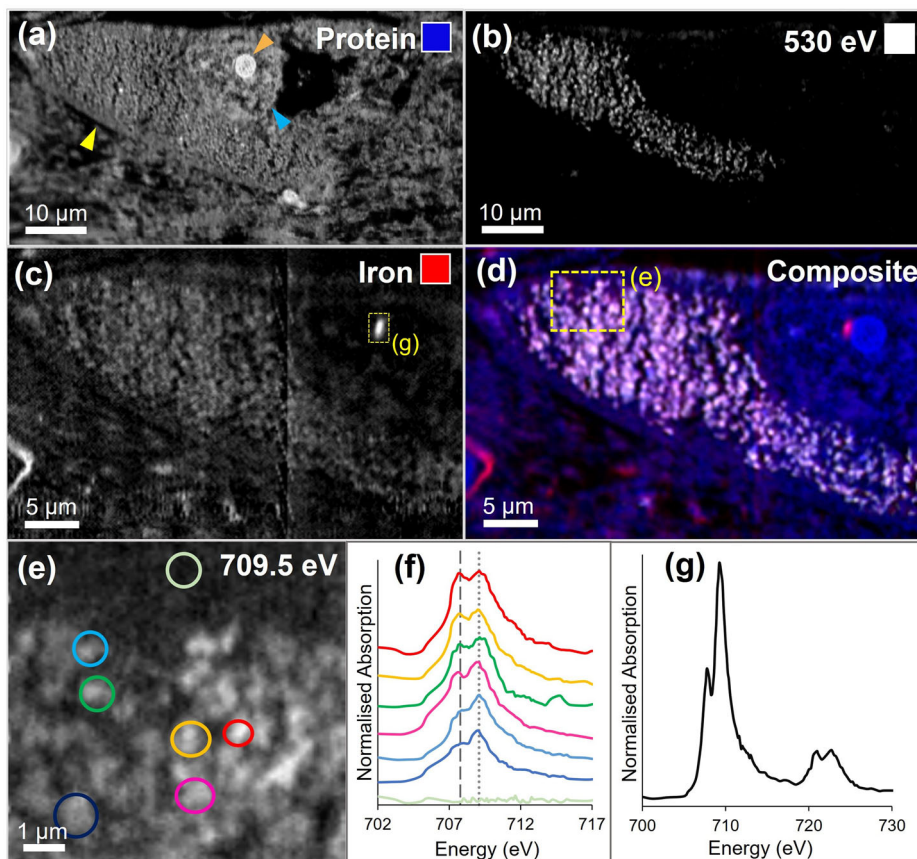 (a)
Protein
10 µm
(b)
530 eV
10 µm
(c)
Iron
(g)
5 µm
(d)
Composite
(e)
5 µm
(e)
709.5 eV
1 µm
(f)
Normalised Absorption
702 707 712 717
Energy (eV)
(g)
Normalised Absorption
700 710 720 730
Energy (eV)